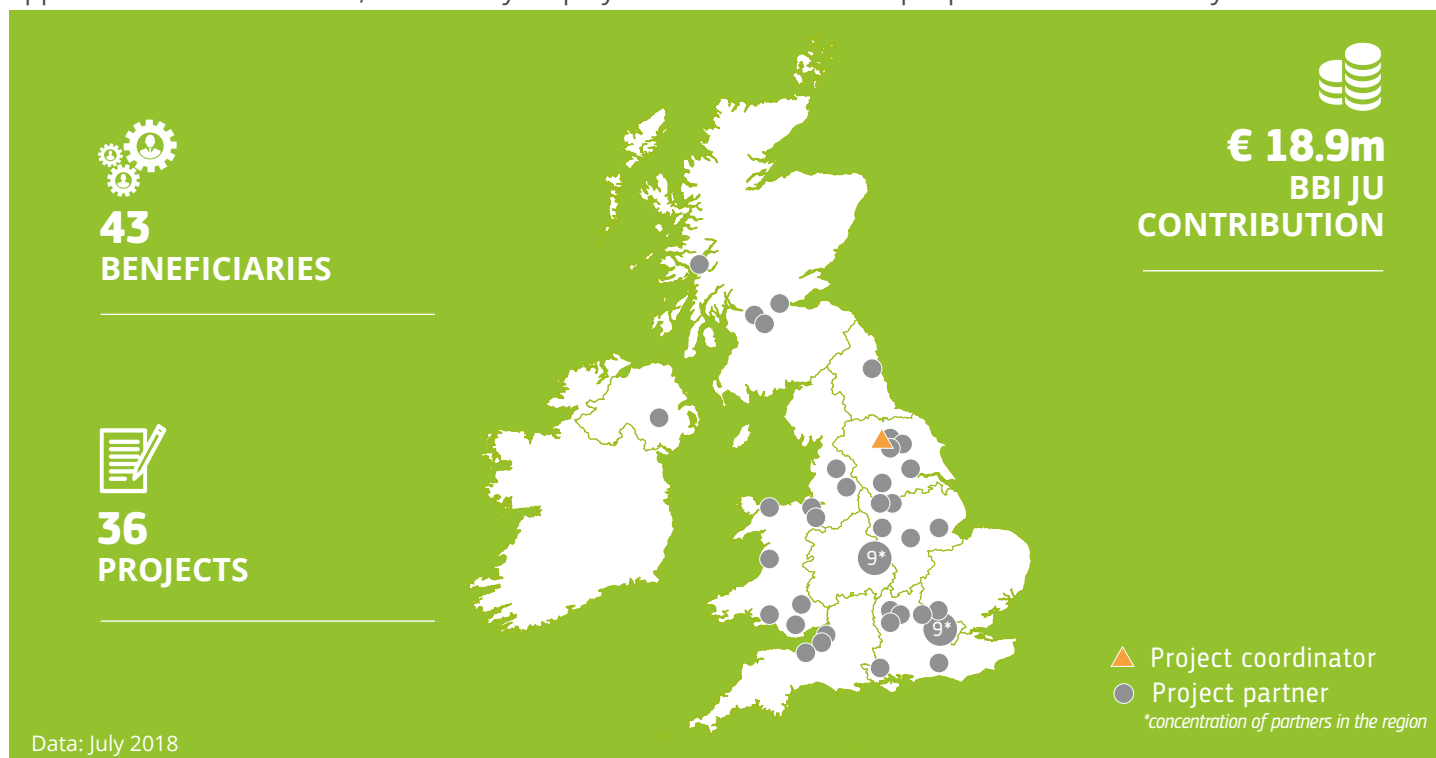 43
BENEFICIARIES
36
PROJECTS
€ 18.9m
BBI JU
CONTRIBUTION
9*
9*
Project coordinator
Project partner
*concentration of partners in the region
Data: July 2018